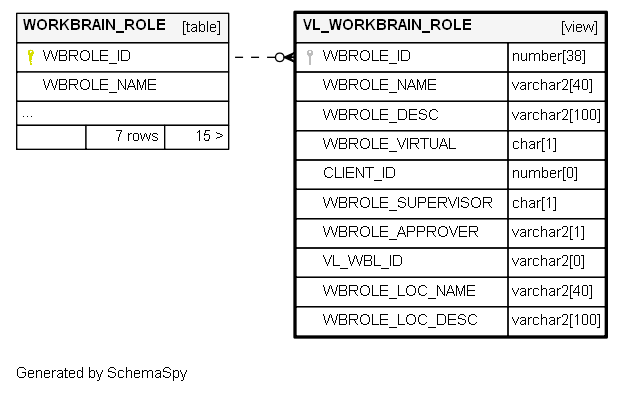 WORKBRAIN_ROLE [table]
WBROLE_ID
WBROLE_NAME
...
7 rows 15 >
VL_WORKBRAIN_ROLE [view]
WBROLE_ID number[38]
WBROLE_NAME varchar2[40]
WBROLE_DESC varchar2[100]
WBROLE_VIRTUAL char[1]
CLIENT_ID number[0]
WBROLE_SUPERVISOR char[1]
WBROLE_APPROVER varchar2[1]
VL_WBL_ID varchar2[0]
WBROLE_LOC_NAME varchar2[40]
WBROLE_LOC_DESC varchar2[100]
Generated by SchemaSpy